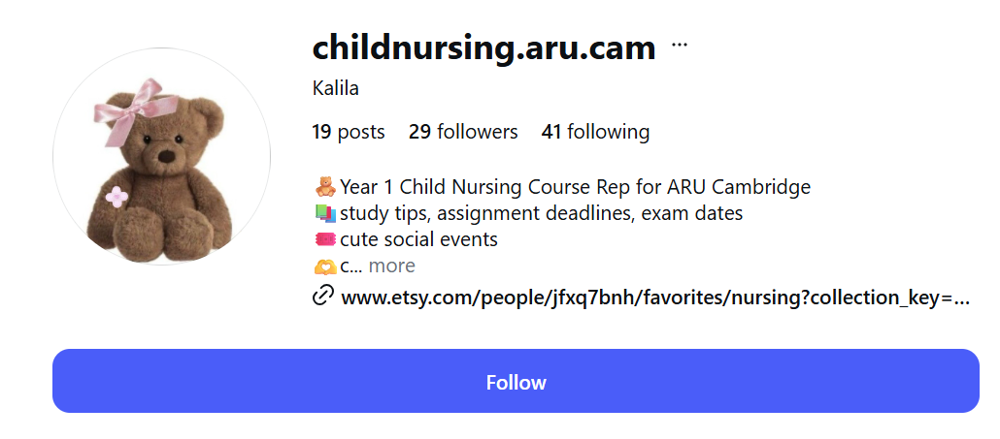 childnursing.aru.cam ...
Kalila
19 posts 29 followers 41 following
🧸Year 1 Child Nursing Course Rep for ARU Cambridge
📚study tips, assignment deadlines, exam dates
🎟️cute social events
🫶c... more
www.etsy.com/people/jfxq7bnh/favorites/nursing?collection_key=...
Follow